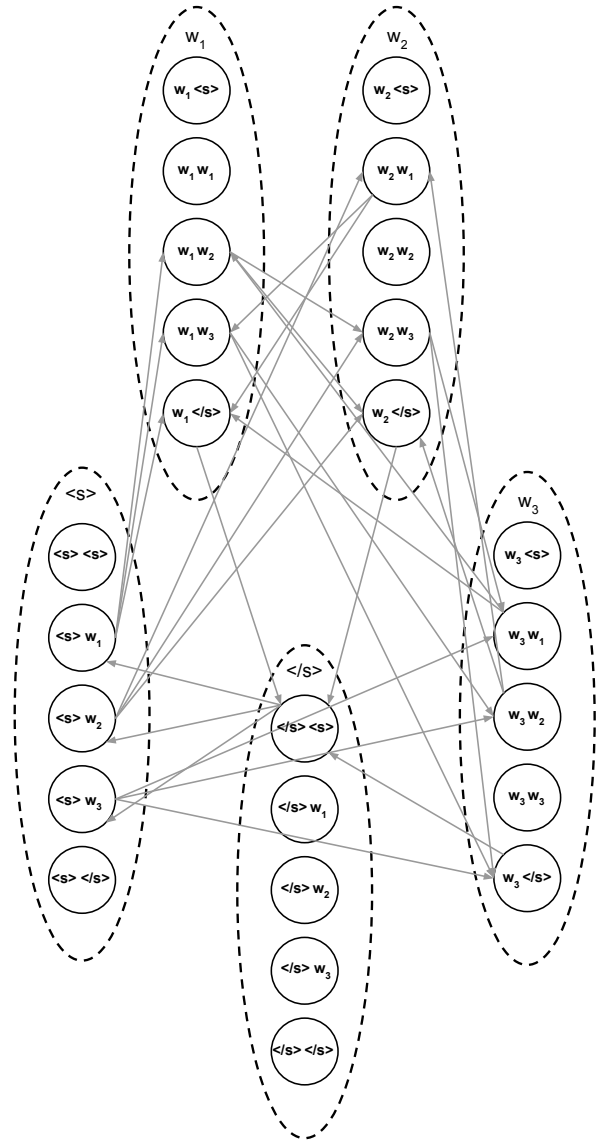 w₁
w₁ <s>
w₁ w₁
w₁ w₂
w₁ w₃
w₁ </s>
w₂
w₂ <s>
w₂ w₁
w₂ w₂
w₂ w₃
w₂ </s>
<s>
<s> <s>
<s> w₁
<s> w₂
<s> w₃
<s> </s>
</s>
</s> <s>
</s> w₁
</s> w₂
</s> w₃
</s> </s>
w₃
w₃ <s>
w₃ w₁
w₃ w₂
w₃ w₃
w₃ </s>